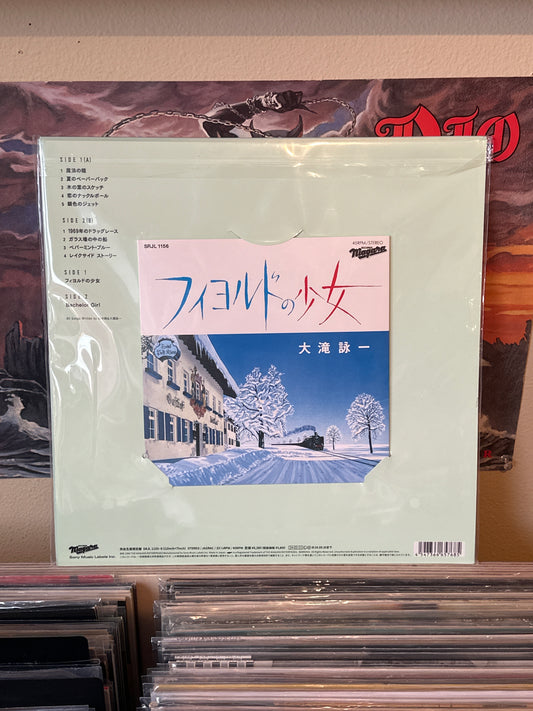 DIO
SIDE 1(A)
1 魔法の瞳
2 夏のペーパーバック
3 木の葉のスケッチ
4 恋のナックルボール
5 銀色のジェット
SIDE 2(B)
1 1969年のドラッグレース
2 ガラス壜の中の船
3 ペパーミント・ブルー
4 レイクサイド ストーリー
SIDE 1
フィヨルドの少女
SIDE 2
Bachelor Girl
SRJL 1156
45RPM/STEREO
Niagara
フィヨルドの少女
大滝詠一
Niagara
Sony Music Labels Inc.